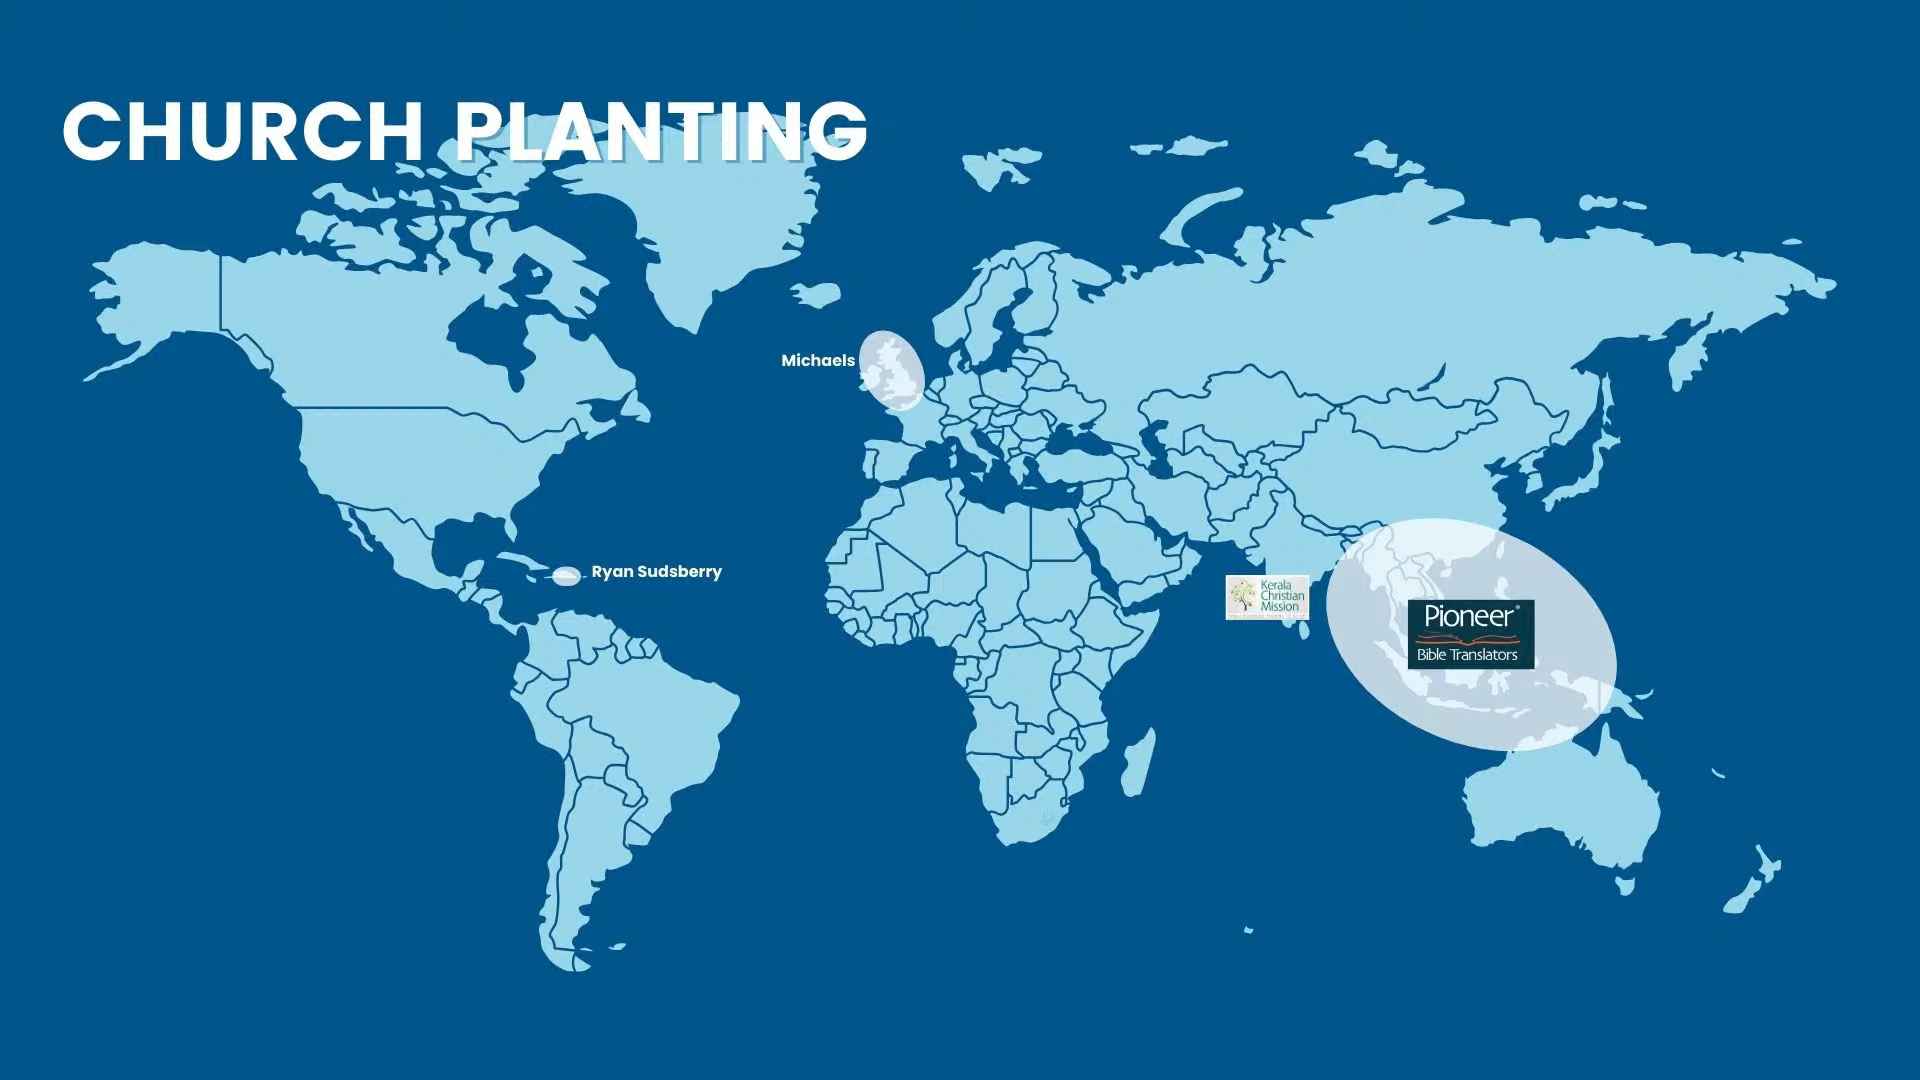 CHURCH PLANTING
Michaels
Ryan Sudsberry
Kerala
Christian
Mission
Pioneer®
Bible Translators